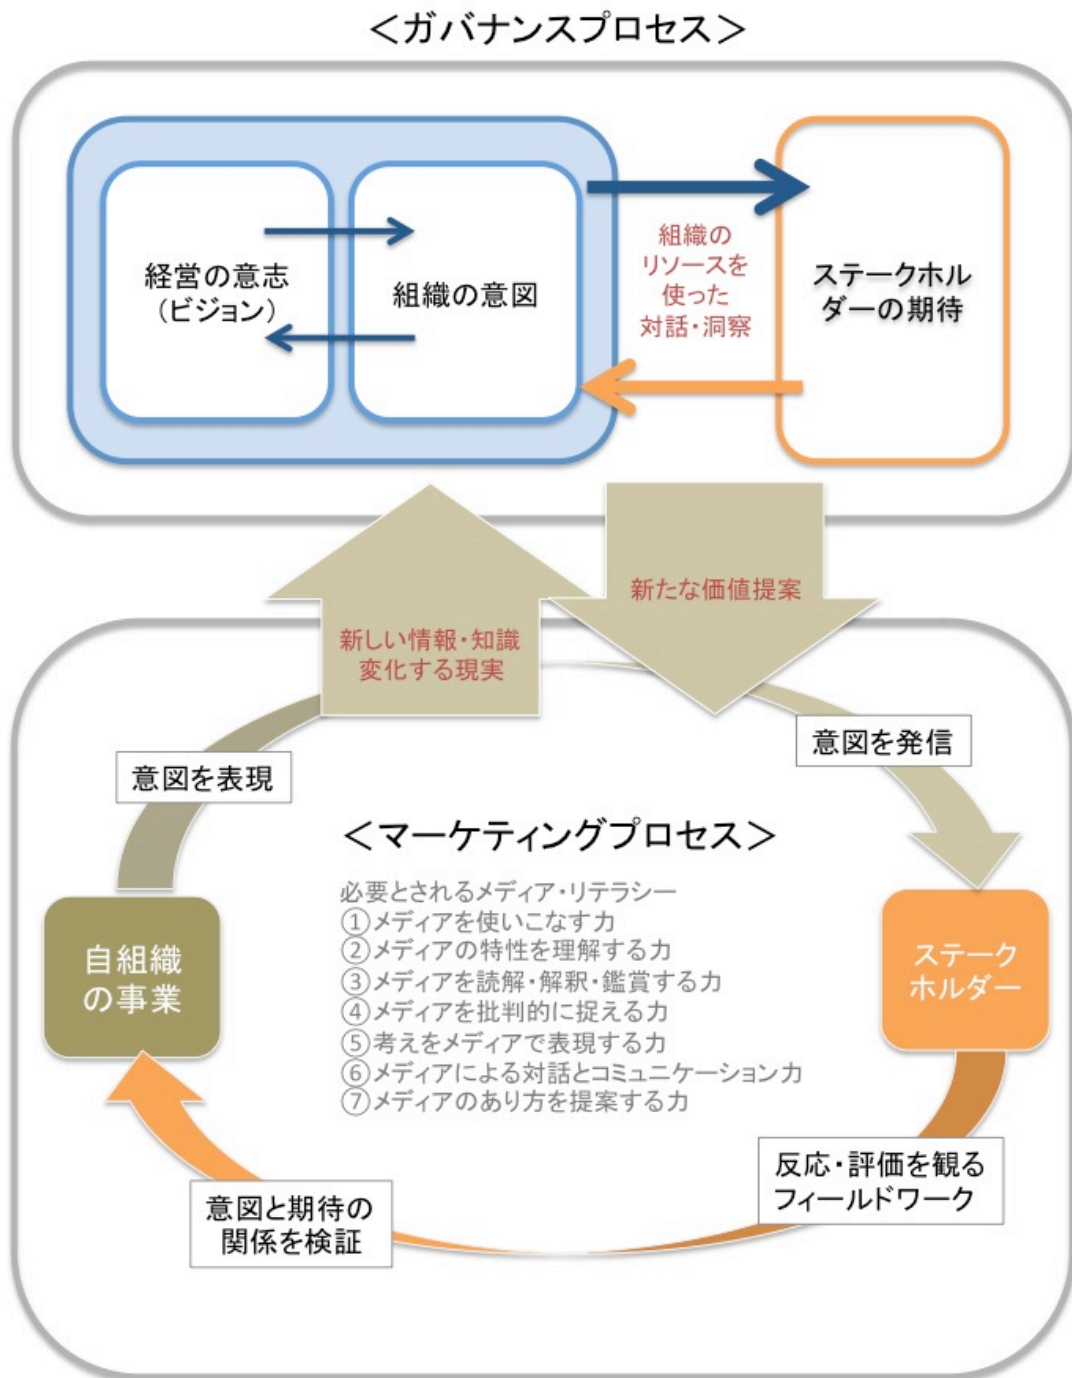 ＜ガバナンスプロセス＞
経営の意志
（ビジョン）
組織の意図
組織の
リソースを
使った
対話・洞察
ステークホル
ダーの期待
新しい情報・知識
変化する現実
新たな価値提案
意図を表現
意図を発信
＜マーケティングプロセス＞
必要とされるメディア・リテラシー
①メディアを使いこなす力
②メディアの特性を理解する力
③メディアを読解・解釈・鑑賞する力
④メディアを批判的に捉える力
⑤考えをメディアで表現する力
⑥メディアによる対話とコミュニケーション力
⑦メディアのあり方を提案する力
自組織
の事業
ステーク
ホルダー
意図と期待の
関係を検証
反応・評価を観る
フィールドワーク